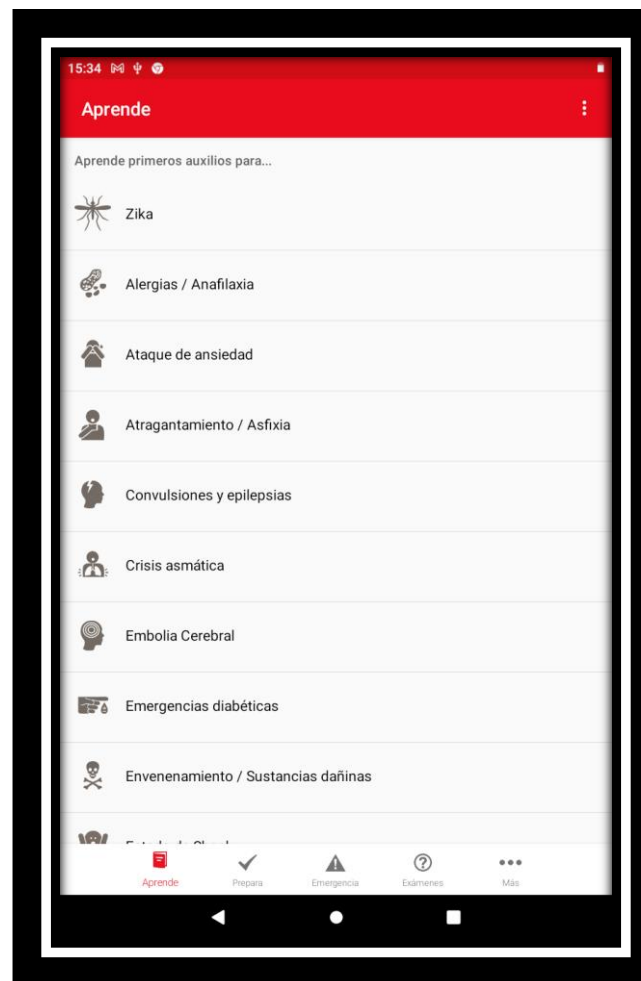 15:34
Aprende
Aprende primeros auxilios para...
Zika
Alergias / Anafilaxia
Ataque de ansiedad
Atragantamiento / Asfixia
Convulsiones y epilepsias
Crisis asmática
Embolia Cerebral
Emergencias diabéticas
Envenenamiento / Sustancias dañinas
Aprende Prepara Emergencia Exámenes Más